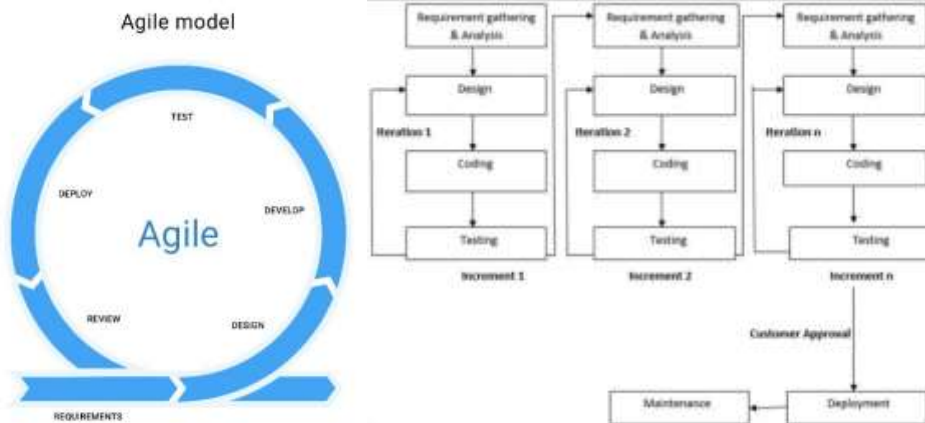 Agile model
TEST
DEPLOY
DEVELOP
Agile
REVIEW
DESIGN
REQUIREMENTS
Requirement gathering
& Analysis
Design
Iteration 1
Coding
Testing
Increment 1
Requirement gathering
& Analysis
Design
Iteration 2
Coding
Testing
Increment 2
Requirement gathering
& Analysis
Design
Iteration n
Coding
Testing
Increment n
Customer Approval
Maintenance
Deployment